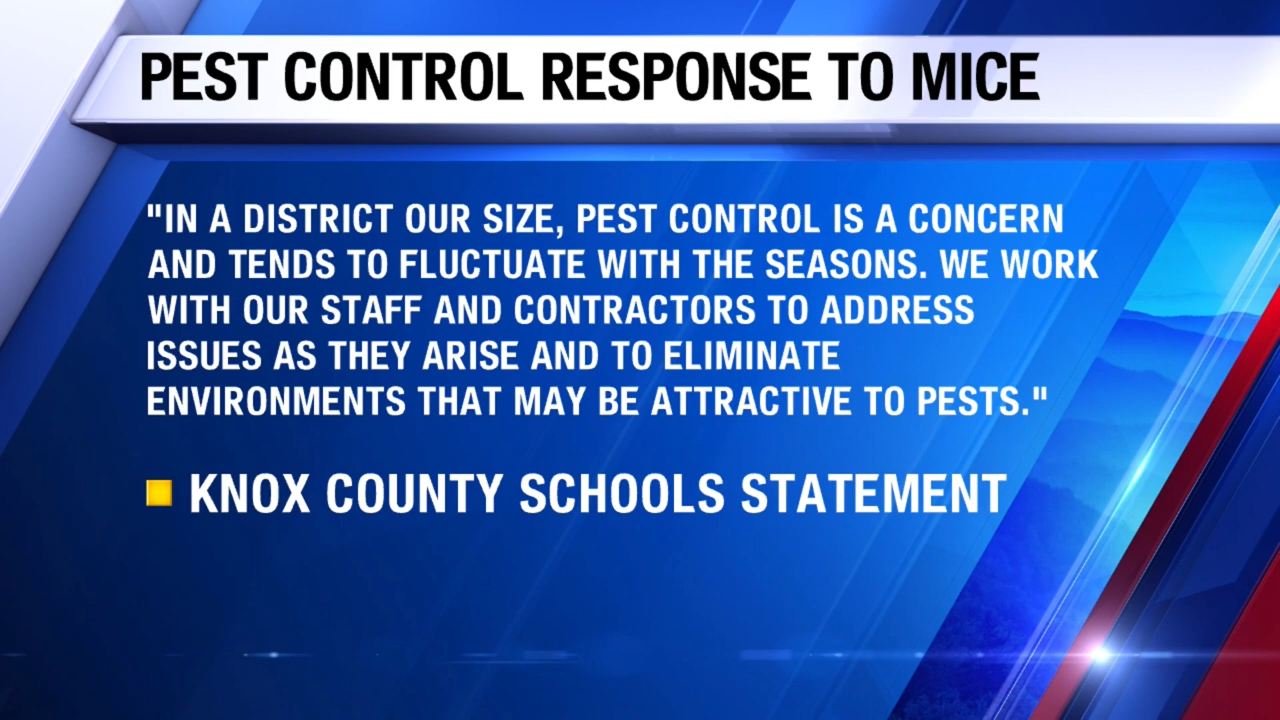 PEST CONTROL RESPONSE TO MICE
"IN A DISTRICT OUR SIZE, PEST CONTROL IS A CONCERN
AND TENDS TO FLUCTUATE WITH THE SEASONS. WE WORK
WITH OUR STAFF AND CONTRACTORS TO ADDRESS
ISSUES AS THEY ARISE AND TO ELIMINATE
ENVIRONMENTS THAT MAY BE ATTRACTIVE TO PESTS."
KNOX COUNTY SCHOOLS STATEMENT